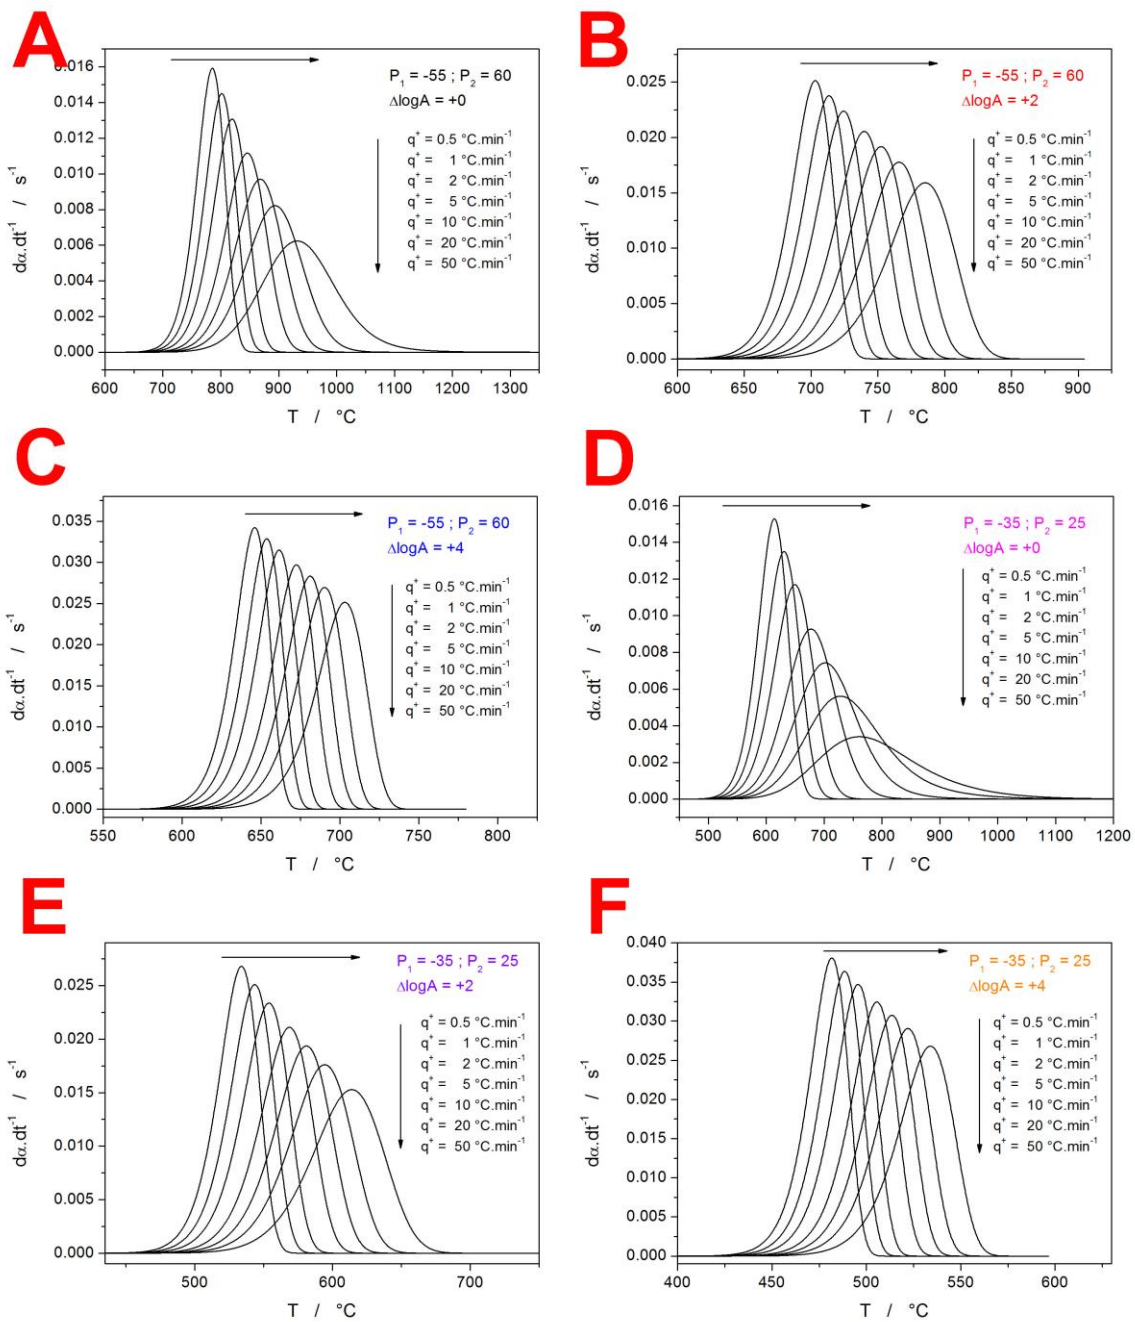 A
0.016
0.014
0.012
0.010
0.008
0.006
0.004
0.002
0.000
dα.dt⁻¹ / s⁻¹
P₁ = -55 ; P₂ = 60
ΔlogA = +0
q⁺ = 0.5 °C.min⁻¹
q⁺ = 1 °C.min⁻¹
q⁺ = 2 °C.min⁻¹
q⁺ = 5 °C.min⁻¹
q⁺ = 10 °C.min⁻¹
q⁺ = 20 °C.min⁻¹
q⁺ = 50 °C.min⁻¹
600 700 800 900 1000 1100 1200 1300
T / °C
B
0.025
0.020
0.015
0.010
0.005
0.000
dα.dt⁻¹ / s⁻¹
P₁ = -55 ; P₂ = 60
ΔlogA = +2
q⁺ = 0.5 °C.min⁻¹
q⁺ = 1 °C.min⁻¹
q⁺ = 2 °C.min⁻¹
q⁺ = 5 °C.min⁻¹
q⁺ = 10 °C.min⁻¹
q⁺ = 20 °C.min⁻¹
q⁺ = 50 °C.min⁻¹
600 650 700 750 800 850 900
T / °C
C
0.035
0.030
0.025
0.020
0.015
0.010
0.005
0.000
dα.dt⁻¹ / s⁻¹
P₁ = -55 ; P₂ = 60
ΔlogA = +4
q⁺ = 0.5 °C.min⁻¹
q⁺ = 1 °C.min⁻¹
q⁺ = 2 °C.min⁻¹
q⁺ = 5 °C.min⁻¹
q⁺ = 10 °C.min⁻¹
q⁺ = 20 °C.min⁻¹
q⁺ = 50 °C.min⁻¹
550 600 650 700 750 800
T / °C
D
0.016
0.014
0.012
0.010
0.008
0.006
0.004
0.002
0.000
dα.dt⁻¹ / s⁻¹
P₁ = -35 ; P₂ = 25
ΔlogA = +0
q⁺ = 0.5 °C.min⁻¹
q⁺ = 1 °C.min⁻¹
q⁺ = 2 °C.min⁻¹
q⁺ = 5 °C.min⁻¹
q⁺ = 10 °C.min⁻¹
q⁺ = 20 °C.min⁻¹
q⁺ = 50 °C.min⁻¹
500 600 700 800 900 1000 1100 1200
T / °C
E
0.025
0.020
0.015
0.010
0.005
0.000
dα.dt⁻¹ / s⁻¹
P₁ = -35 ; P₂ = 25
ΔlogA = +2
q⁺ = 0.5 °C.min⁻¹
q⁺ = 1 °C.min⁻¹
q⁺ = 2 °C.min⁻¹
q⁺ = 5 °C.min⁻¹
q⁺ = 10 °C.min⁻¹
q⁺ = 20 °C.min⁻¹
q⁺ = 50 °C.min⁻¹
500 600 700
T / °C
F
0.040
0.035
0.030
0.025
0.020
0.015
0.010
0.005
0.000
dα.dt⁻¹ / s⁻¹
P₁ = -35 ; P₂ = 25
ΔlogA = +4
q⁺ = 0.5 °C.min⁻¹
q⁺ = 1 °C.min⁻¹
q⁺ = 2 °C.min⁻¹
q⁺ = 5 °C.min⁻¹
q⁺ = 10 °C.min⁻¹
q⁺ = 20 °C.min⁻¹
q⁺ = 50 °C.min⁻¹
400 450 500 550 600
T / °C